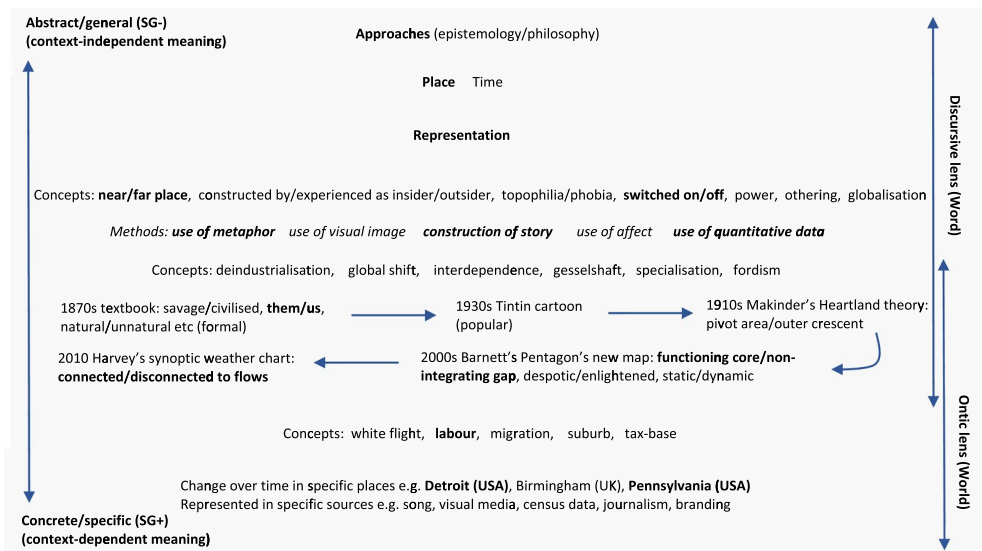 Abstract/general (SG-)
(context-independent meaning)
Approaches (epistemology/philosophy)
Place Time
Representation
Concepts: near/far place, constructed by/experienced as insider/outsider, topophilia/phobia, switched on/off, power, othering, globalisation
Methods: use of metaphor use of visual image construction of story use of affect use of quantitative data
Concepts: deindustrialisation, global shift, interdependence, gesselshaft, specialisation, fordism
1870s textbook: savage/civilised, them/us,
natural/unnatural etc (formal)
1930s Tintin cartoon
(popular)
1910s Makinder's Heartland theory:
pivot area/outer crescent
2010 Harvey's synoptic weather chart:
connected/disconnected to flows
2000s Barnett's Pentagon's new map: functioning core/non-
integrating gap, despotic/enlightened, static/dynamic
Concepts: white flight, labour, migration, suburb, tax-base
Change over time in specific places e.g. Detroit (USA), Birmingham (UK), Pennsylvania (USA)
Represented in specific sources e.g. song, visual media, census data, journalism, branding
Concrete/specific (SG+)
(context-dependent meaning)
Discursive lens (Word)
Ontic lens (World)